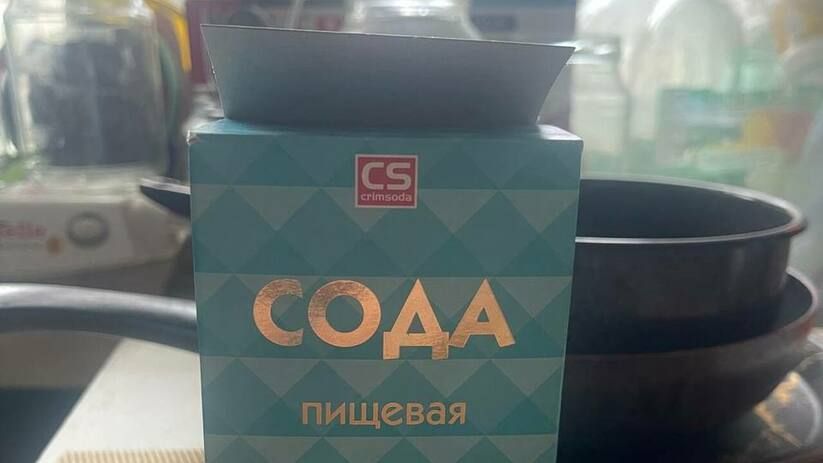 CS
crimsoda
СОДА
пищевая